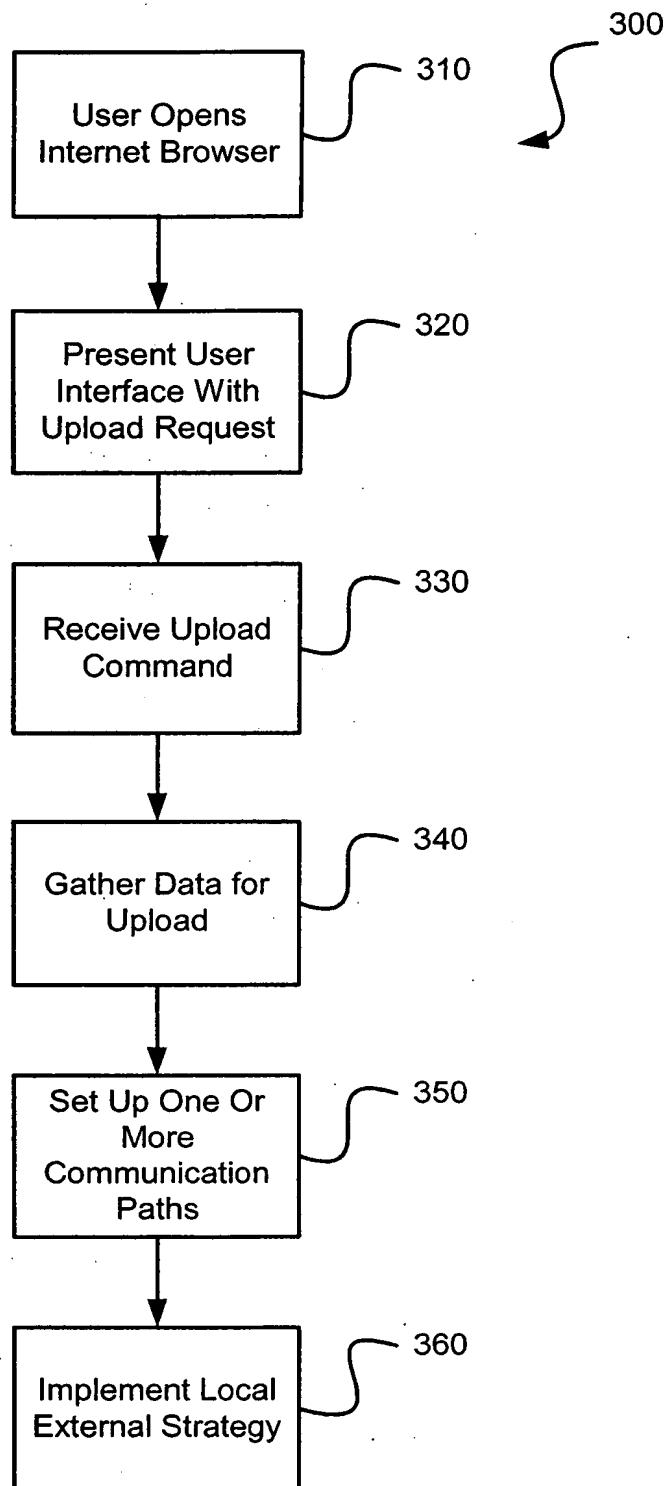 300
310
User Opens
Internet Browser
320
Present User
Interface With
Upload Request
330
Receive Upload
Command
340
Gather Data for
Upload
350
Set Up One Or
More
Communication
Paths
360
Implement Local
External Strategy